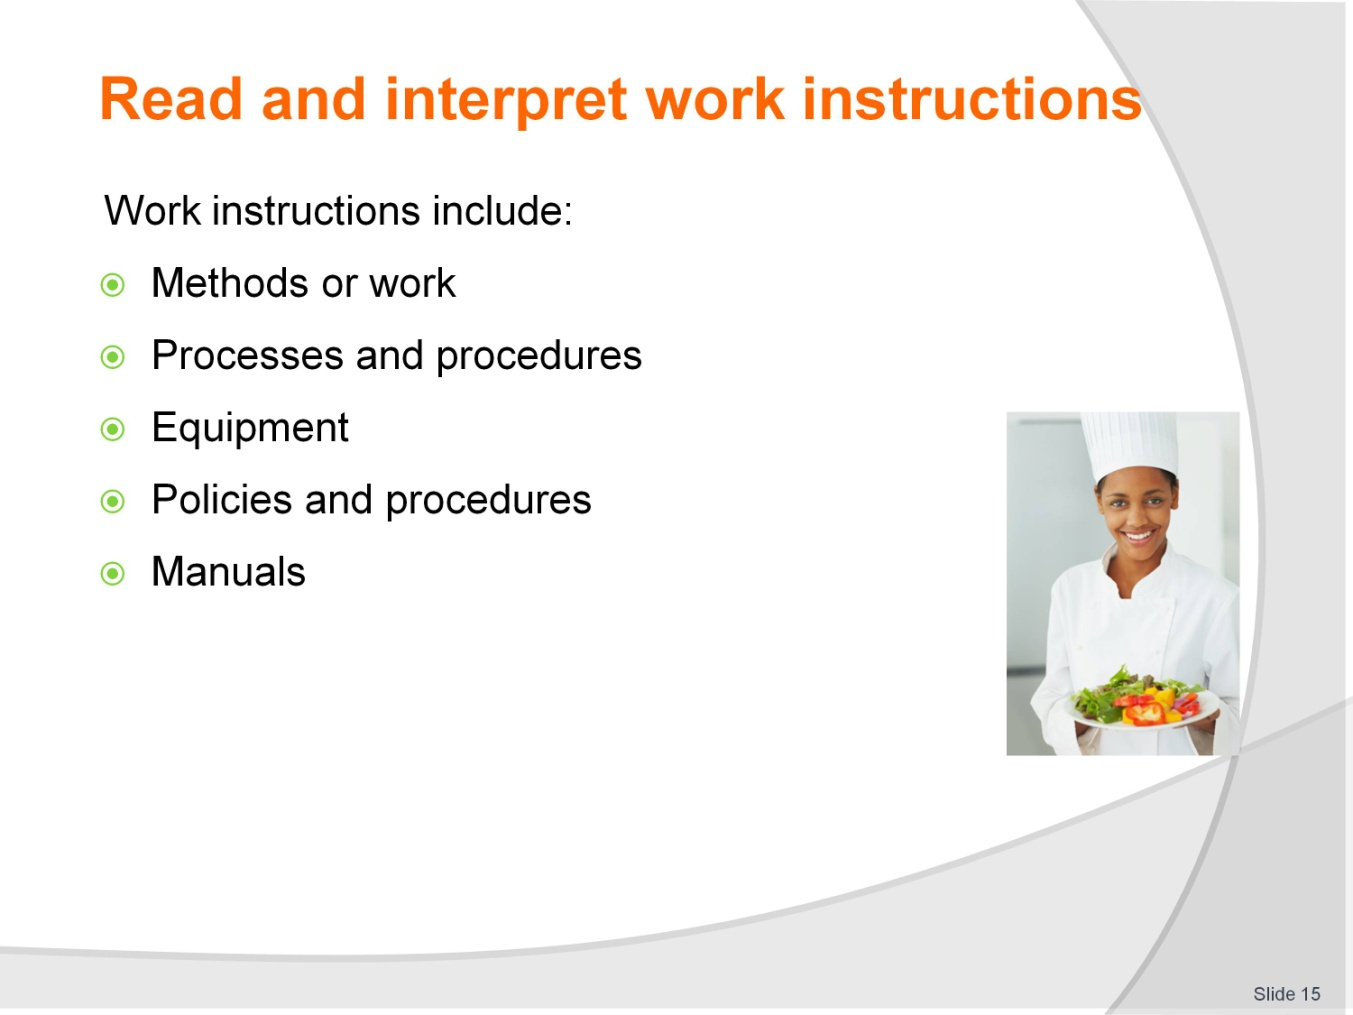 Read and interpret work instructions
Work instructions include:
Methods or work
Processes and procedures
Equipment
Policies and procedures
Manuals
Slide 15